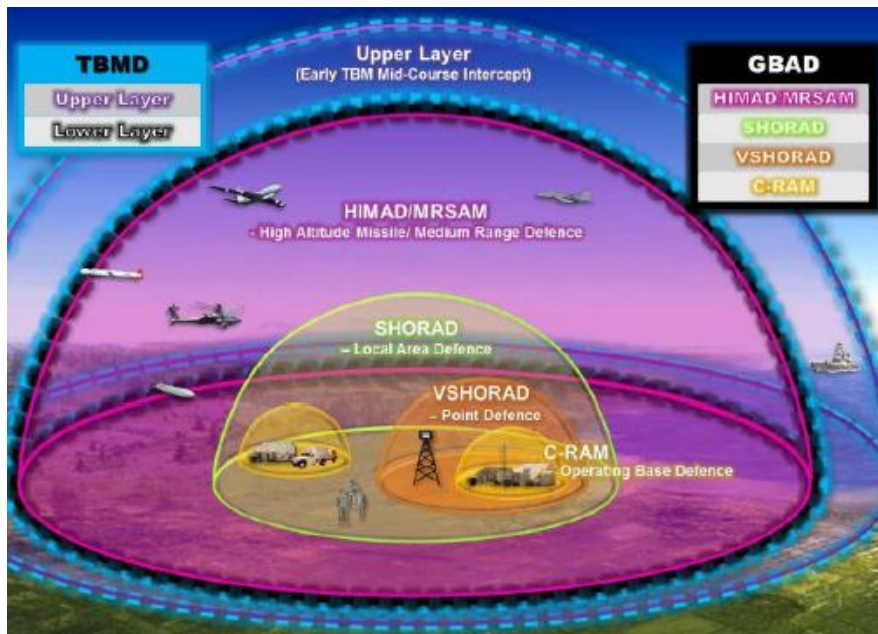 TBMD
Upper Layer
Lower Layer
Upper Layer
(Early TBM Mid-Course Intercept)
GBAD
HIMAD/MRSAM
SHORAD
VSHORAD
C-RAM
HIMAD/MRSAM
- High Altitude Missile/ Medium Range Defence
SHORAD
– Local Area Defence
VSHORAD
– Point Defence
C-RAM
– Operating Base Defence